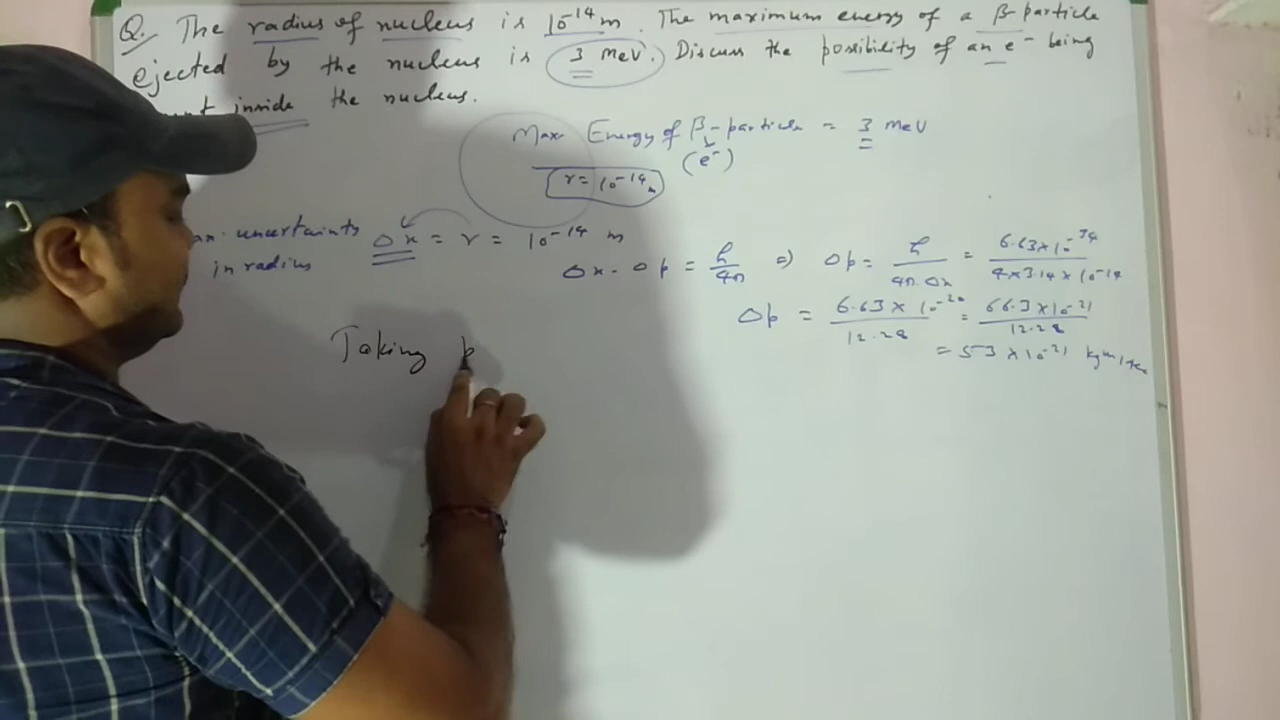 Q. The radius of nucleus is 10^-14 m. The maximum energy of a β-particle
ejected by the nucleus is 3 MeV. Discuss the possibility of an e^- being
inside the nucleus.
Max Energy of β-particle = 3 MeV
(e^-)
r = 10^-14 m
uncertainty Δx = r = 10^-14 m
in radius
Δx · Δp = h/4π ⇒ Δp = h/4π·Δx = 6.63×10^-34/4×3.14×10^-14
Δp = 6.63×10^-20/12.28 = 66.3×10^-21/12.28
= 53×10^-21 kg m/sec
Taking p